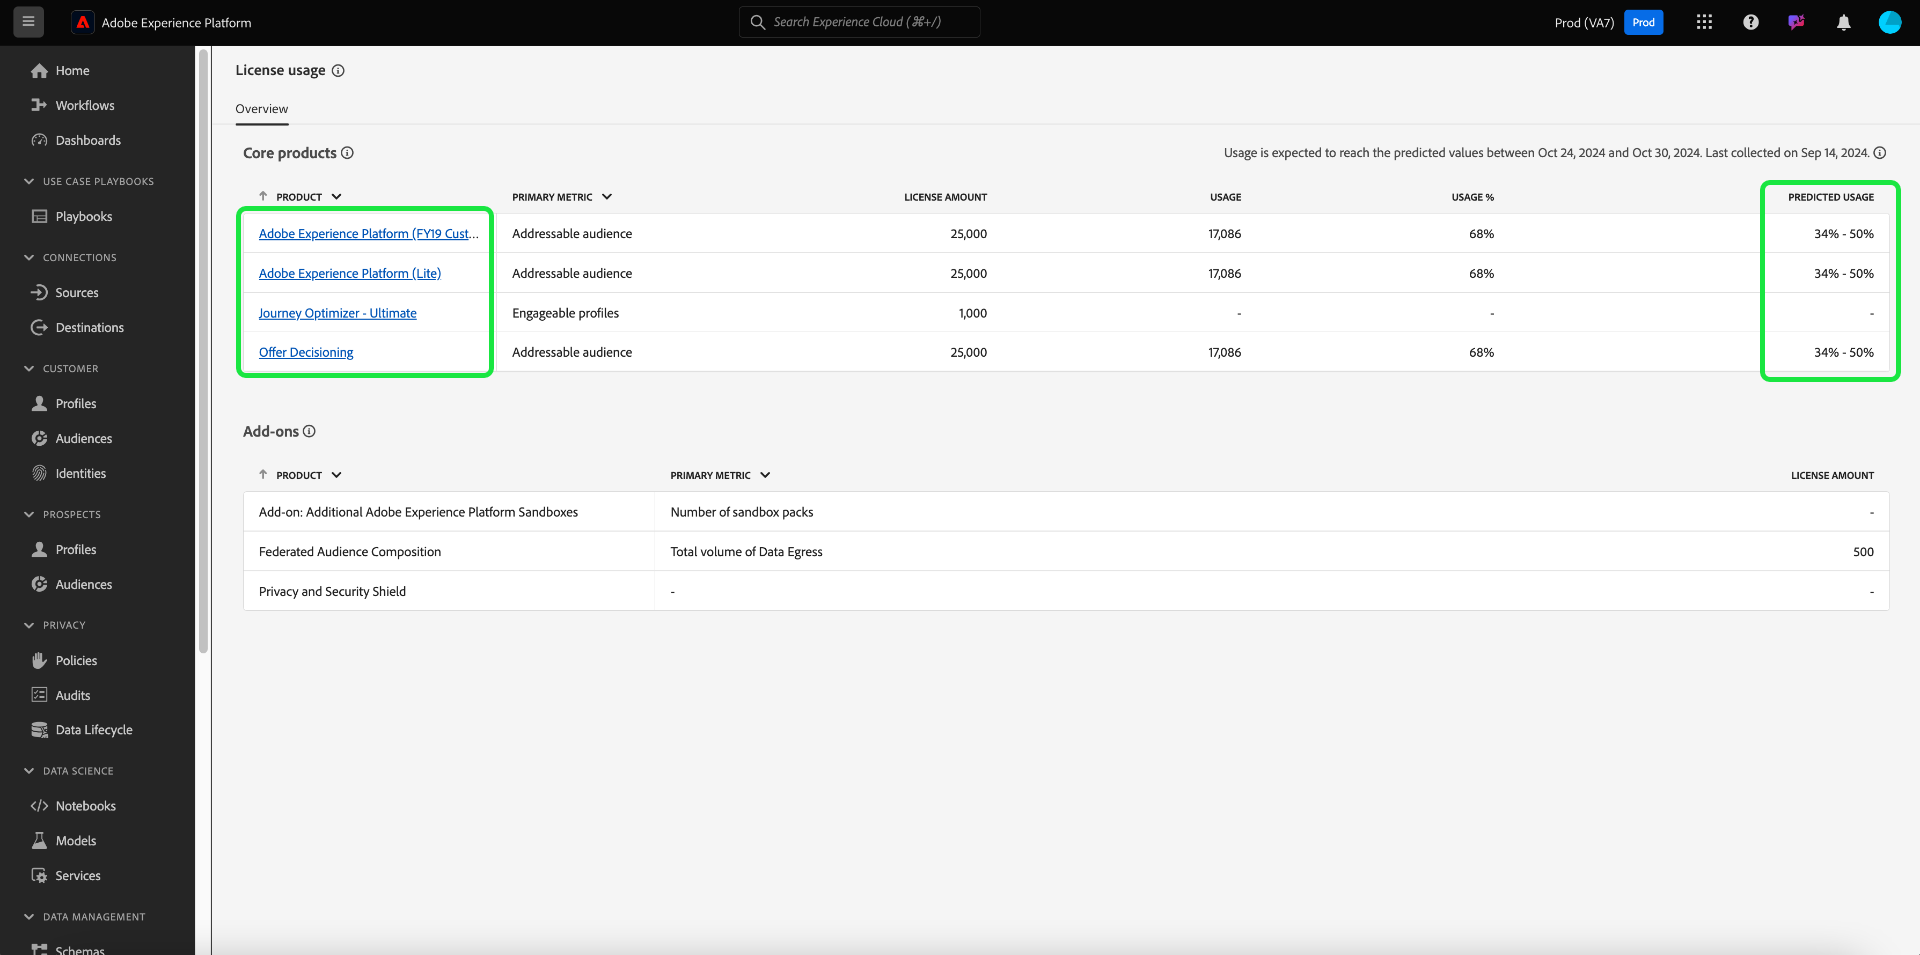 Adobe Experience Platform
Search Experience Cloud (⌘+/)
Prod (VA7)
Prod
Home
Workflows
Dashboards
USE CASE PLAYBOOKS
Playbooks
CONNECTIONS
Sources
Destinations
CUSTOMER
Profiles
Audiences
Identities
PROSPECTS
Profiles
Audiences
PRIVACY
Policies
Audits
Data Lifecycle
DATA SCIENCE
Notebooks
Models
Services
DATA MANAGEMENT
Schemas
License usage
Overview
Core products
Usage is expected to reach the predicted values between Oct 24, 2024 and Oct 30, 2024. Last collected on Sep 14, 2024.
PRODUCT PRIMARY METRIC LICENSE AMOUNT USAGE USAGE % PREDICTED USAGE
Adobe Experience Platform (FY19 Cust... Addressable audience 25,000 17,086 68% 34% - 50%
Adobe Experience Platform (Lite) Addressable audience 25,000 17,086 68% 34% - 50%
Journey Optimizer - Ultimate Engageable profiles 1,000 - - -
Offer Decisioning Addressable audience 25,000 17,086 68% 34% - 50%
Add-ons
PRODUCT PRIMARY METRIC LICENSE AMOUNT
Add-on: Additional Adobe Experience Platform Sandboxes Number of sandbox packs -
Federated Audience Composition Total volume of Data Egress 500
Privacy and Security Shield - -